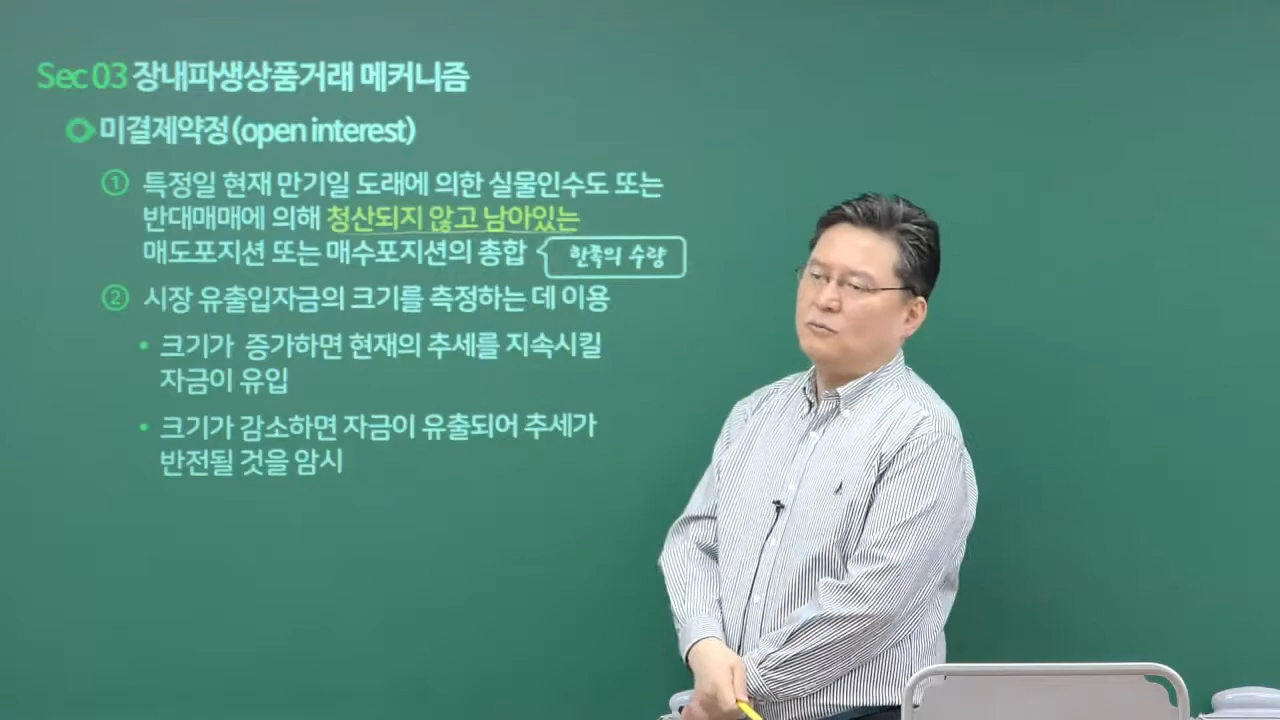 Sec 03 장내파생상품거래 메커니즘
미결제약정(open interest)
① 특정일 현재 만기일 도래에 의한 실물인수도 또는
반대매매에 의해 청산되지 않고 남아있는
매도포지션 또는 매수포지션의 총합 한쪽의 수량
② 시장 유출입자금의 크기를 측정하는 데 이용
• 크기가 증가하면 현재의 추세를 지속시킬
자금이 유입
• 크기가 감소하면 자금이 유출되어 추세가
반전될 것을 암시